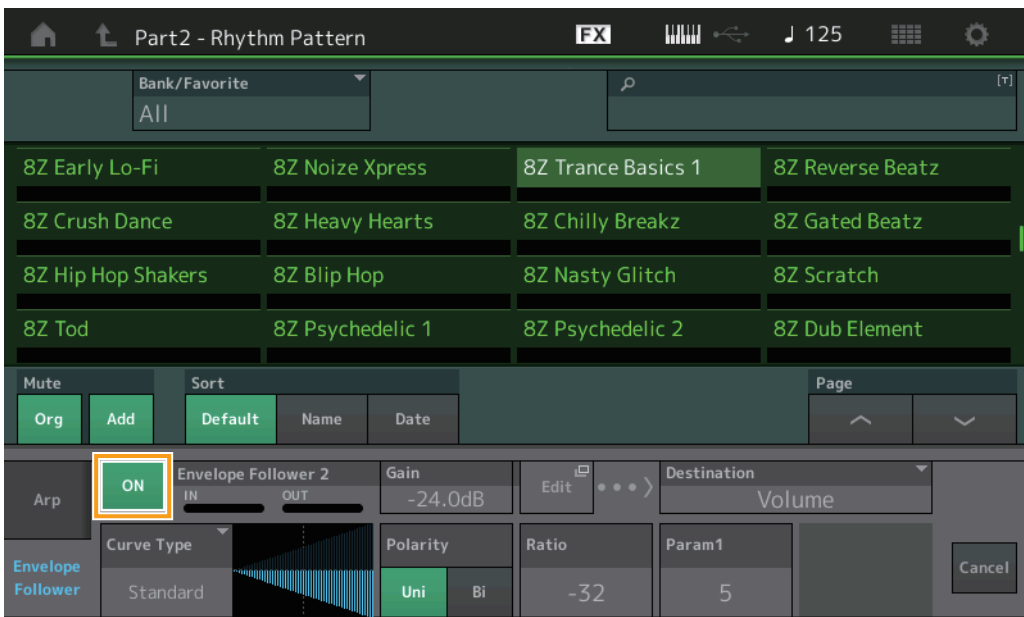 Part2 - Rhythm Pattern FX ♩ 125
Bank/Favorite [T]
All
8Z Early Lo-Fi 8Z Noize Xpress 8Z Trance Basics 1 8Z Reverse Beatz
8Z Crush Dance 8Z Heavy Hearts 8Z Chilly Breakz 8Z Gated Beatz
8Z Hip Hop Shakers 8Z Blip Hop 8Z Nasty Glitch 8Z Scratch
8Z Tod 8Z Psychedelic 1 8Z Psychedelic 2 8Z Dub Element
Mute Sort Page
Org Add Default Name Date
Arp ON Envelope Follower 2 IN OUT Gain -24.0dB Edit Destination Volume
Envelope Follower Curve Type Standard Polarity Uni Bi Ratio -32 Param1 5 Cancel